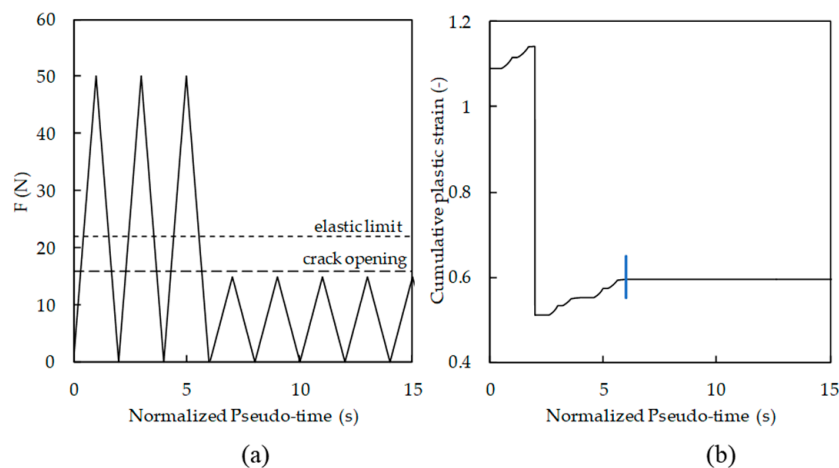 60
50
40
30
20
10
0
F (N)
elastic limit
crack opening
0 5 10 15
Normalized Pseudo-time (s)
(a)
1.2
1
0.8
0.6
0.4
Cumulative plastic strain (-)
0 5 10 15
Normalized Pseudo-time (s)
(b)